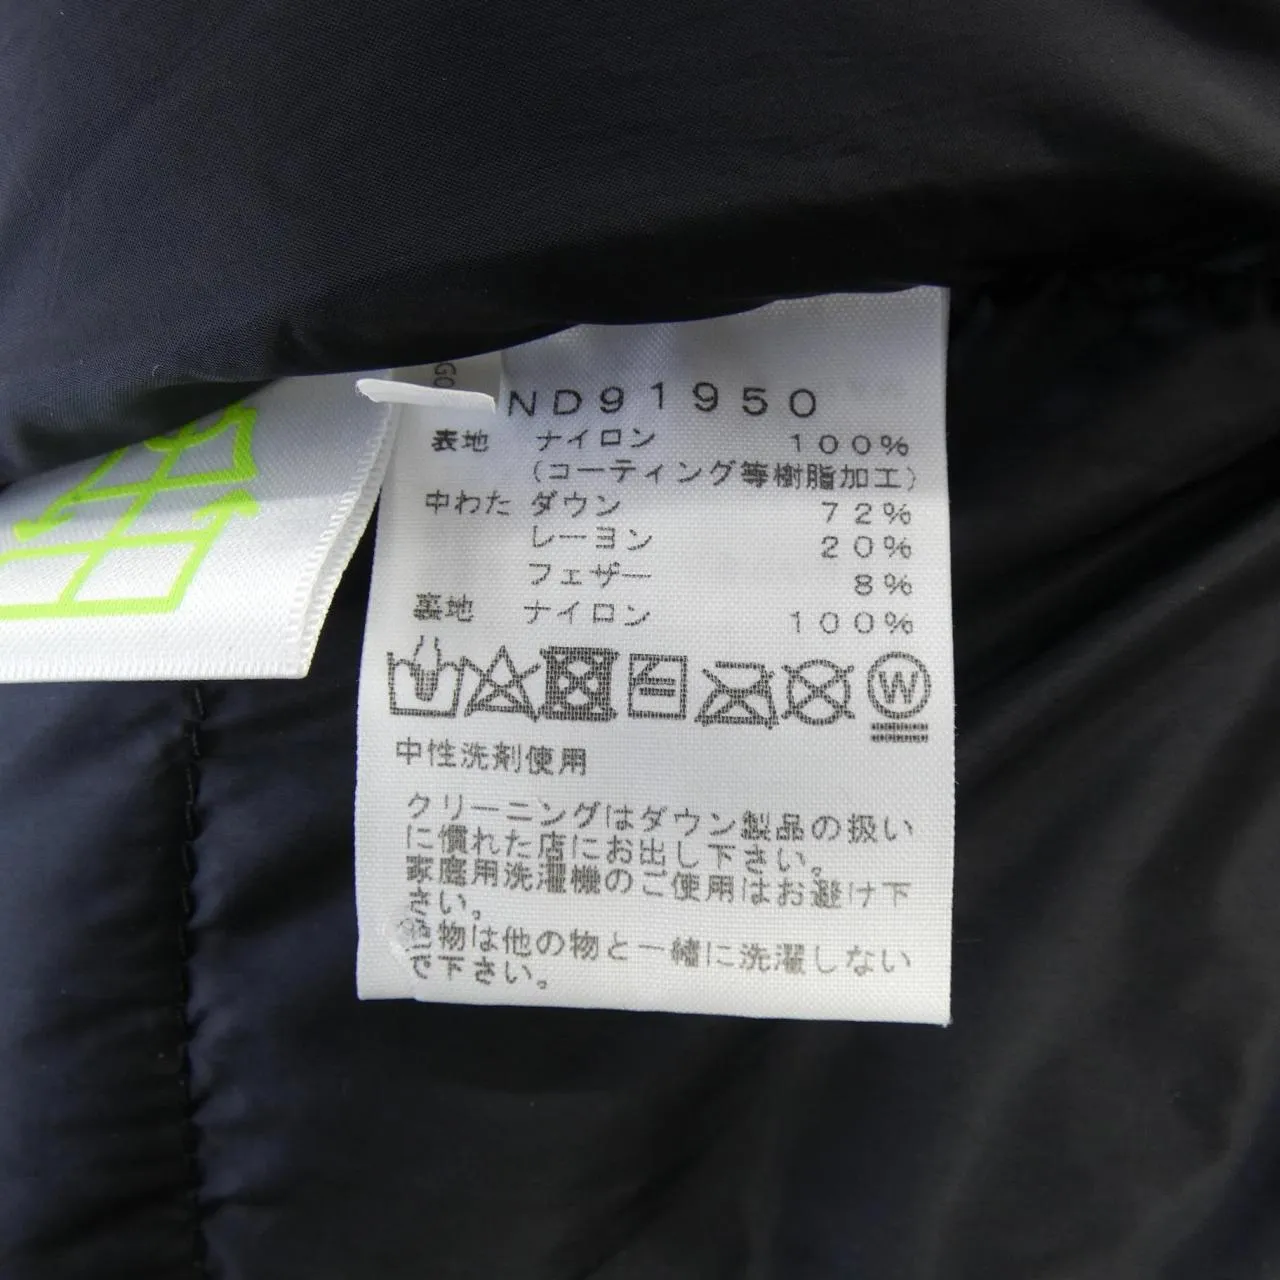 ND91950
表地 ナイロン 100%
(コーティング等樹脂加工)
中わた ダウン 72%
レーヨン 20%
フェザー 8%
裏地 ナイロン 100%
W
中性洗剤使用
クリーニングはダウン製品の扱い
に慣れた店にお出し下さい。
家庭用洗濯機のご使用はお避け下
さい。
物は他の物と一緒に洗濯しない
で下さい。